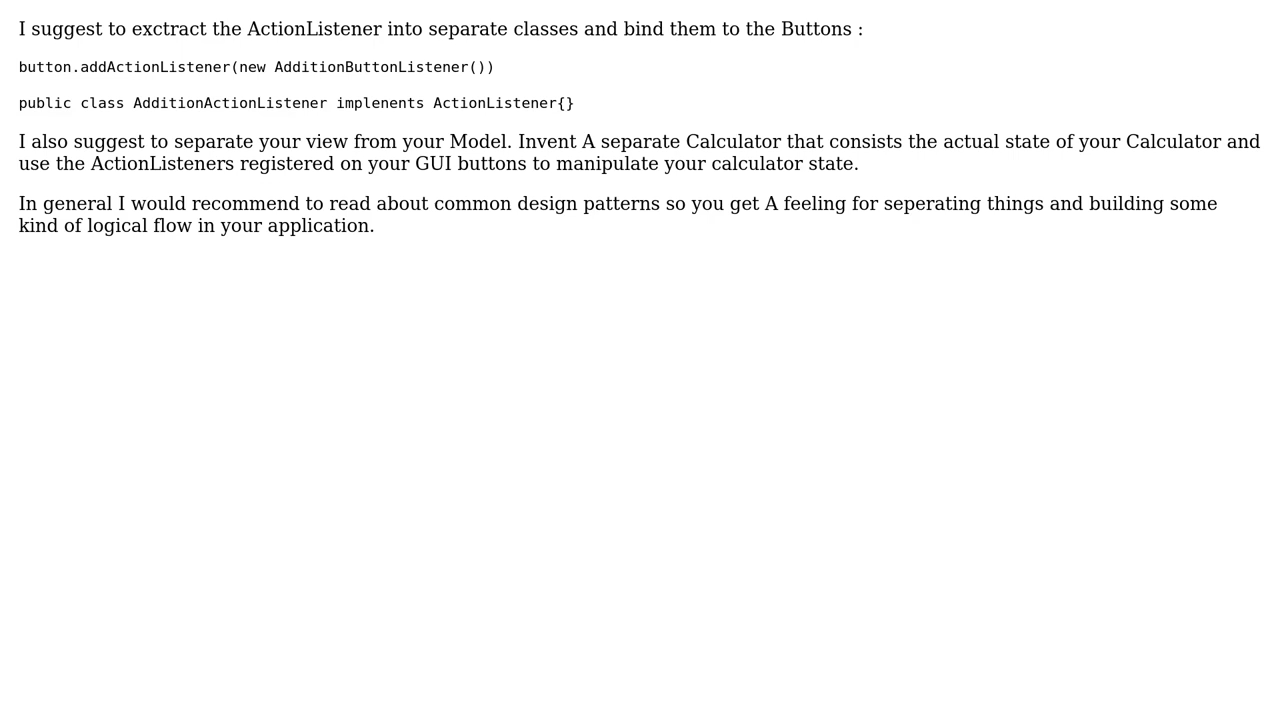 I suggest to exctract the ActionListener into separate classes and bind them to the Buttons :
button.addActionListener(new AdditionButtonListener())
public class AdditionActionListener implenents ActionListener{}
I also suggest to separate your view from your Model. Invent A separate Calculator that consists the actual state of your Calculator and
use the ActionListeners registered on your GUI buttons to manipulate your calculator state.
In general I would recommend to read about common design patterns so you get A feeling for seperating things and building some
kind of logical flow in your application.